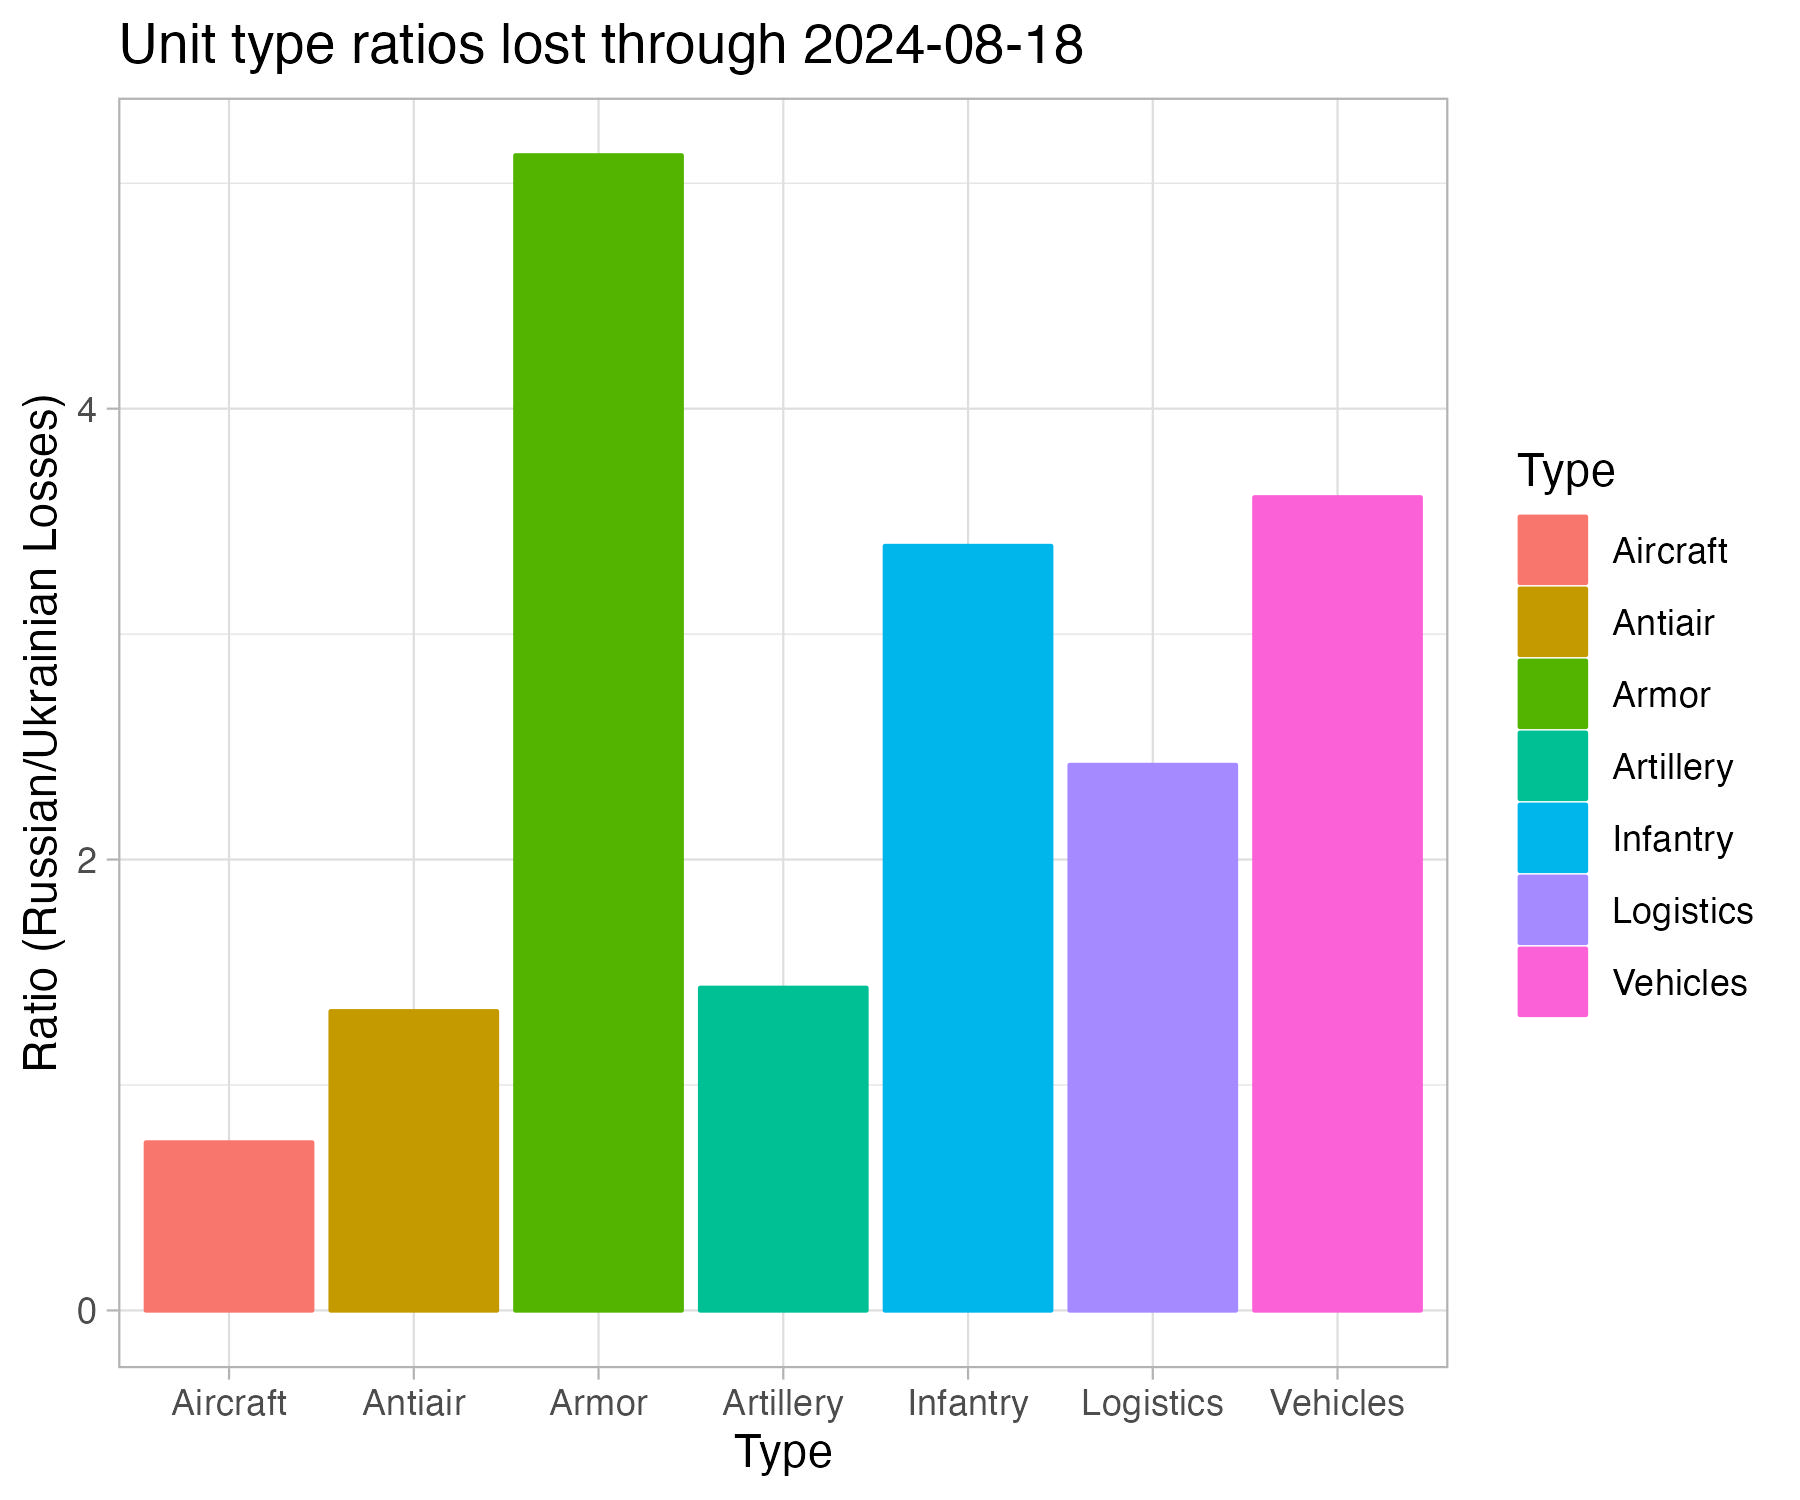 Unit type ratios lost through 2024-08-18
Ratio (Russian/Ukrainian Losses)
4
2
0
Aircraft
Antiair
Armor
Artillery
Infantry
Logistics
Vehicles
Type
Type
Aircraft
Antiair
Armor
Artillery
Infantry
Logistics
Vehicles